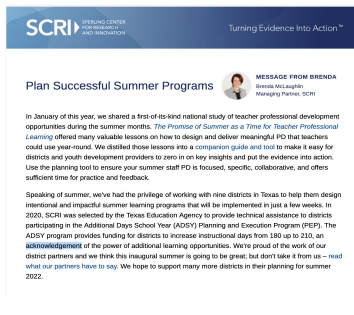 SCRI SPERLING CENTER
FOR RESEARCH
AND INNOVATION
Turning Evidence Into Action™
Plan Successful Summer Programs
MESSAGE FROM BRENDA
Brenda McLaughlin
Managing Partner, SCRI
In January of this year, we shared a first-of-its-kind national study of teacher professional development
opportunities during the summer months. The Promise of Summer as a Time for Teacher Professional
Learning offered many valuable lessons on how to design and deliver meaningful PD that teachers
could use year-round. We distilled those lessons into a companion guide and tool to make it easy for
districts and youth development providers to zero in on key insights and put the evidence into action.
Use the planning tool to ensure your summer staff PD is focused, specific, collaborative, and offers
sufficient time for practice and feedback.
Speaking of summer, we've had the privilege of working with nine districts in Texas to help them design
intentional and impactful summer learning programs that will be implemented in just a few weeks. In
2020, SCRI was selected by the Texas Education Agency to provide technical assistance to districts
participating in the Additional Days School Year (ADSY) Planning and Execution Program (PEP). The
ADSY program provides funding for districts to increase instructional days from 180 up to 210, an
acknowledgement of the power of additional learning opportunities. We're proud of the work of our
district partners and we think this inaugural summer is going to be great; but don't take it from us – read
what our partners have to say. We hope to support many more districts in their planning for summer
2022.